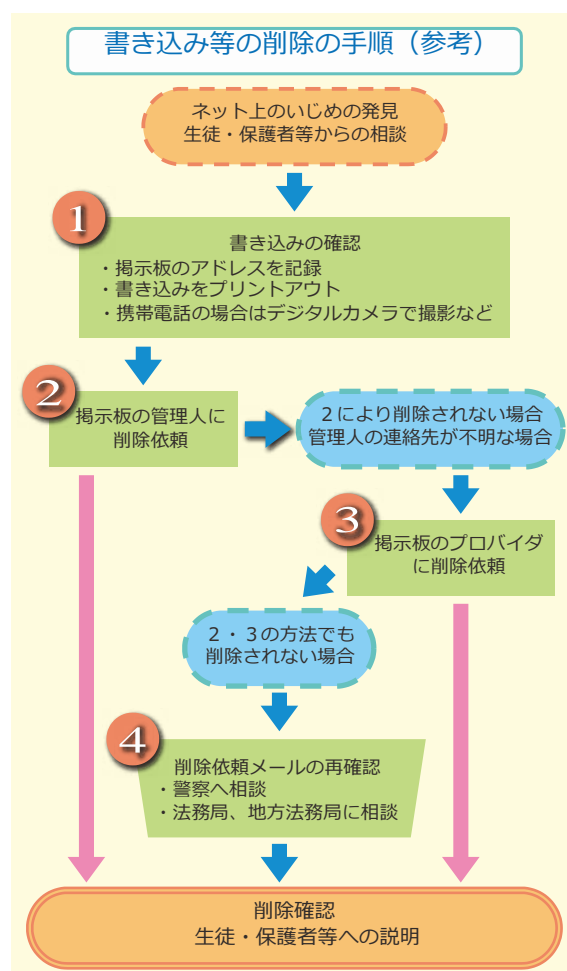 書き込み等の削除の手順（参考）
ネット上のいじめの発見
生徒・保護者等からの相談
1
書き込みの確認
・掲示板のアドレスを記録
・書き込みをプリントアウト
・携帯電話の場合はデジタルカメラで撮影など
2
掲示板の管理人に
削除依頼
２により削除されない場合
管理人の連絡先が不明な場合
3
掲示板のプロバイダ
に削除依頼
２・３の方法でも
削除されない場合
4
削除依頼メールの再確認
・警察へ相談
・法務局、地方法務局に相談
削除確認
生徒・保護者等への説明